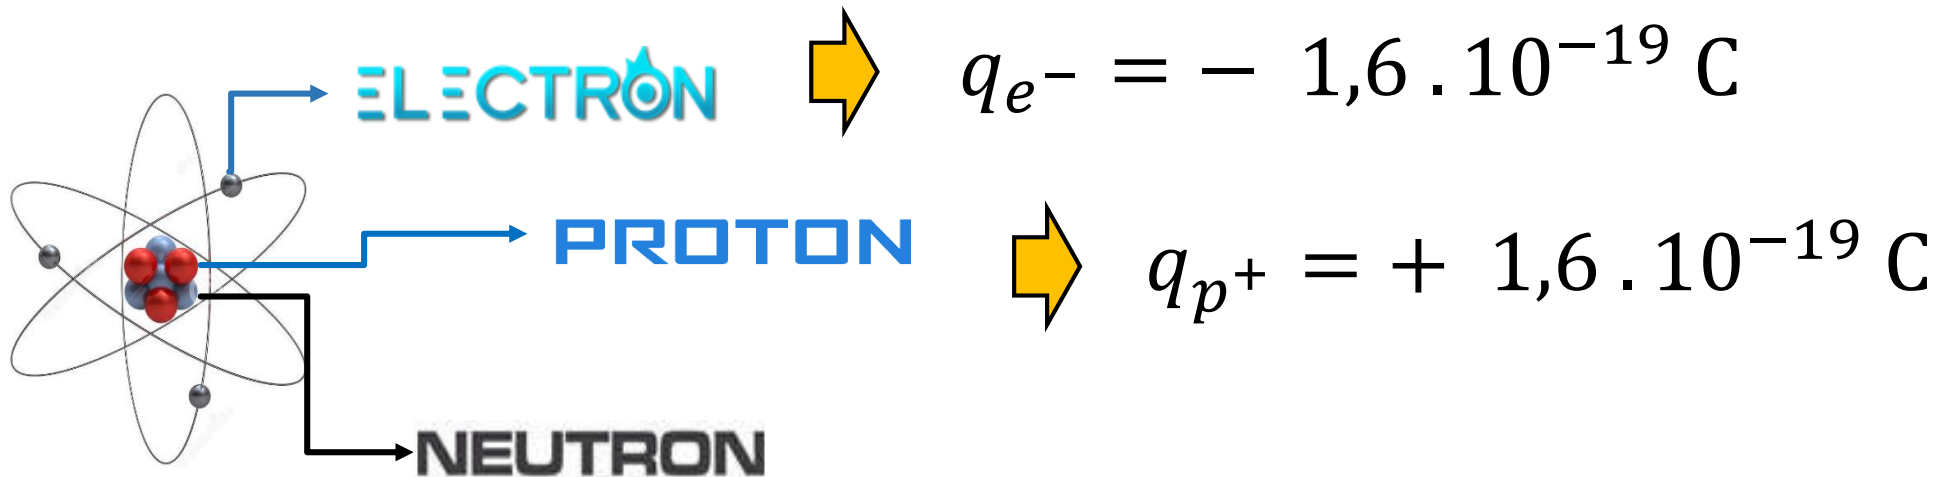 ELECTRON q_{e^-} = − 1,6 . 10^{−19} C
PROTON q_{p^+} = + 1,6 . 10^{−19} C
NEUTRON